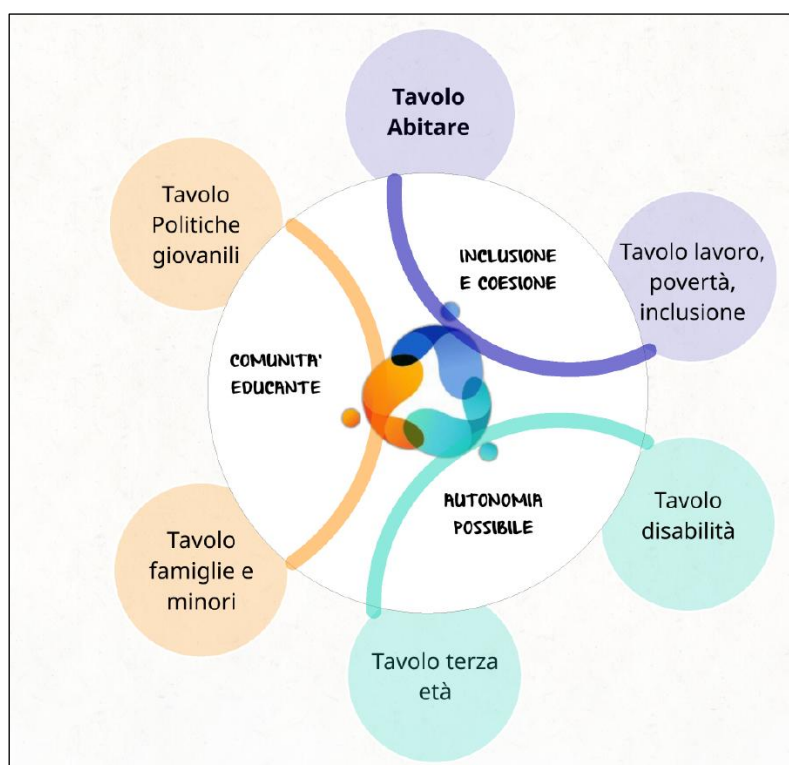 Tavolo
Abitare
Tavolo
Politiche
giovanili
Tavolo lavoro,
povertà,
inclusione
INCLUSIONE
E COESIONE
COMUNITA'
EDUCANTE
AUTONOMIA
POSSIBILE
Tavolo
disabilità
Tavolo
famiglie e
minori
Tavolo terza
età